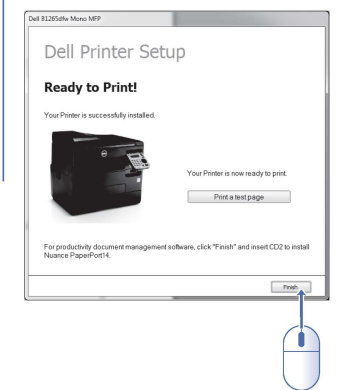 Dell B1265dfw Mono MFP
Dell Printer Setup
Ready to Print!
Your Printer is successfully installed.
Your Printer is now ready to print.
Print a test page
For productivity document management software, click "Finish" and insert CD2 to install
Nuance PaperPort14.
Finish